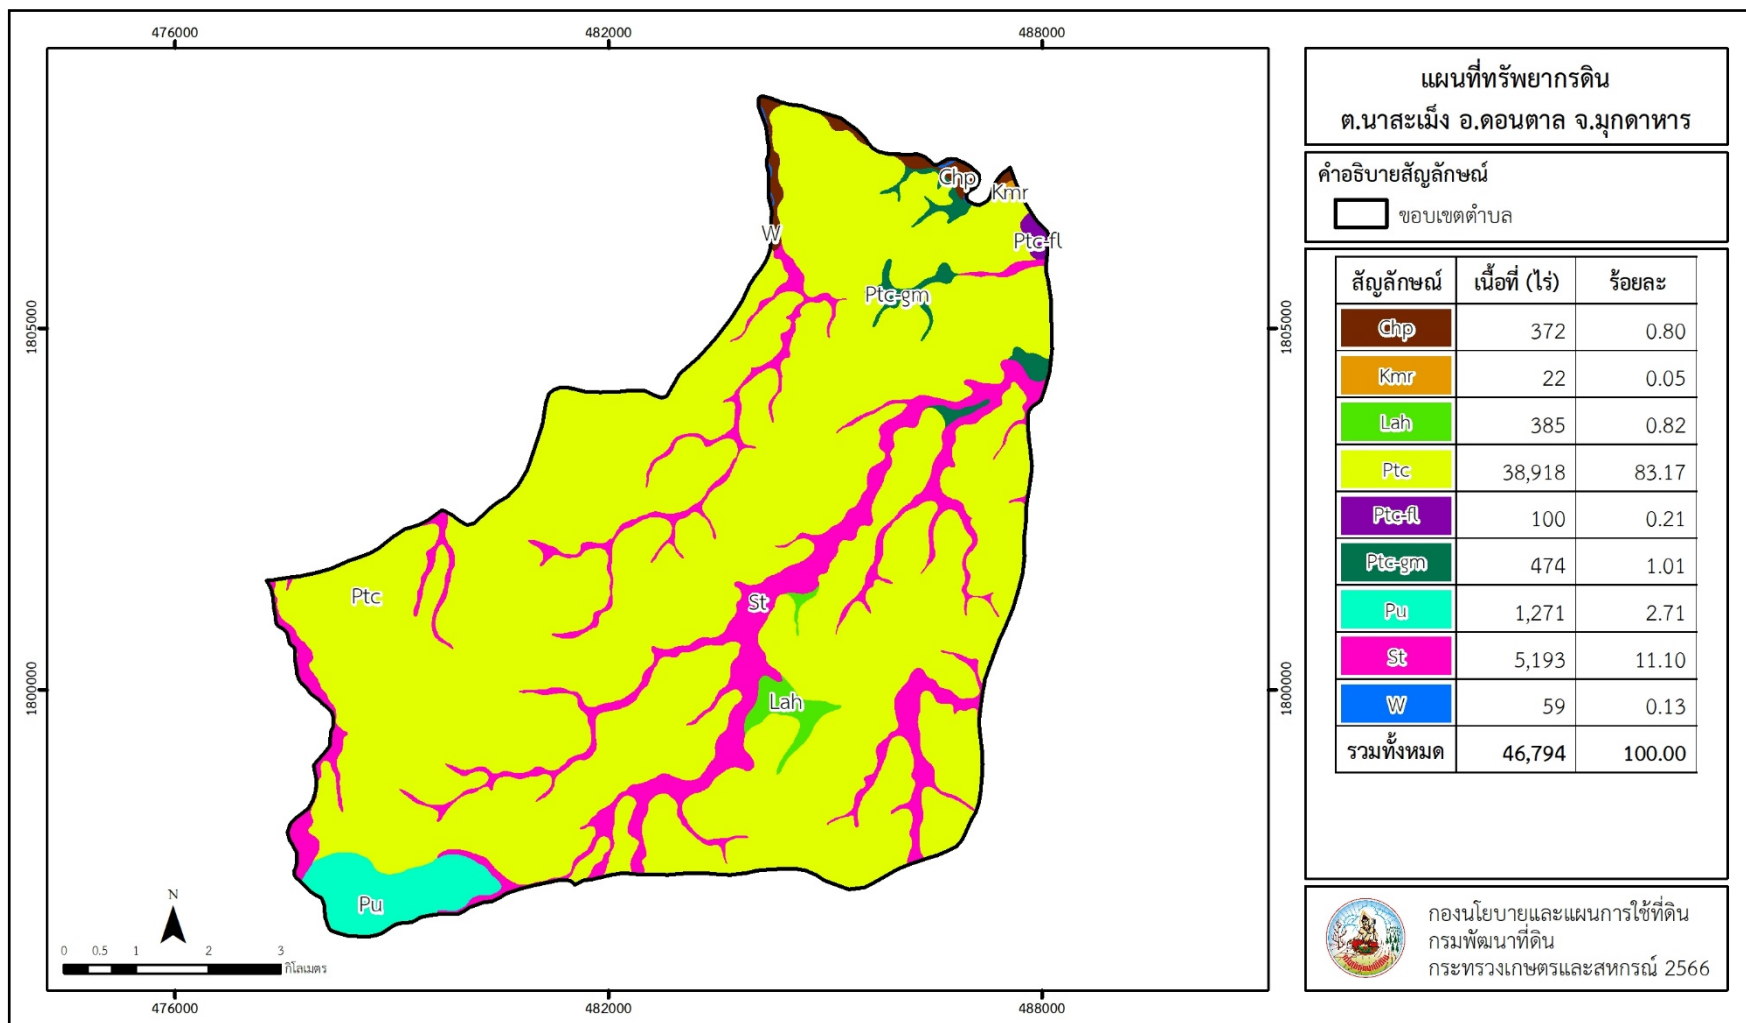 476000
482000
488000
1805000
1800000
1805000
1800000
Chp
Kmr
W
Ptc-fl
Ptc-gm
Ptc
St
Lah
Pu
N
0 0.5 1 2 3
กิโลเมตร
476000
482000
488000
แผนที่ทรัพยากรดิน
ต.นาสะเม็ง อ.ดอนตาล จ.มุกดาหาร
คำอธิบายสัญลักษณ์
ขอบเขตตำบล
สัญลักษณ์ เนื้อที่ (ไร่) ร้อยละ
Chp 372 0.80
Kmr 22 0.05
Lah 385 0.82
Ptc 38,918 83.17
Ptc-fl 100 0.21
Ptc-gm 474 1.01
Pu 1,271 2.71
St 5,193 11.10
W 59 0.13
รวมทั้งหมด 46,794 100.00
กองนโยบายและแผนการใช้ที่ดิน
กรมพัฒนาที่ดิน
กระทรวงเกษตรและสหกรณ์ 2566